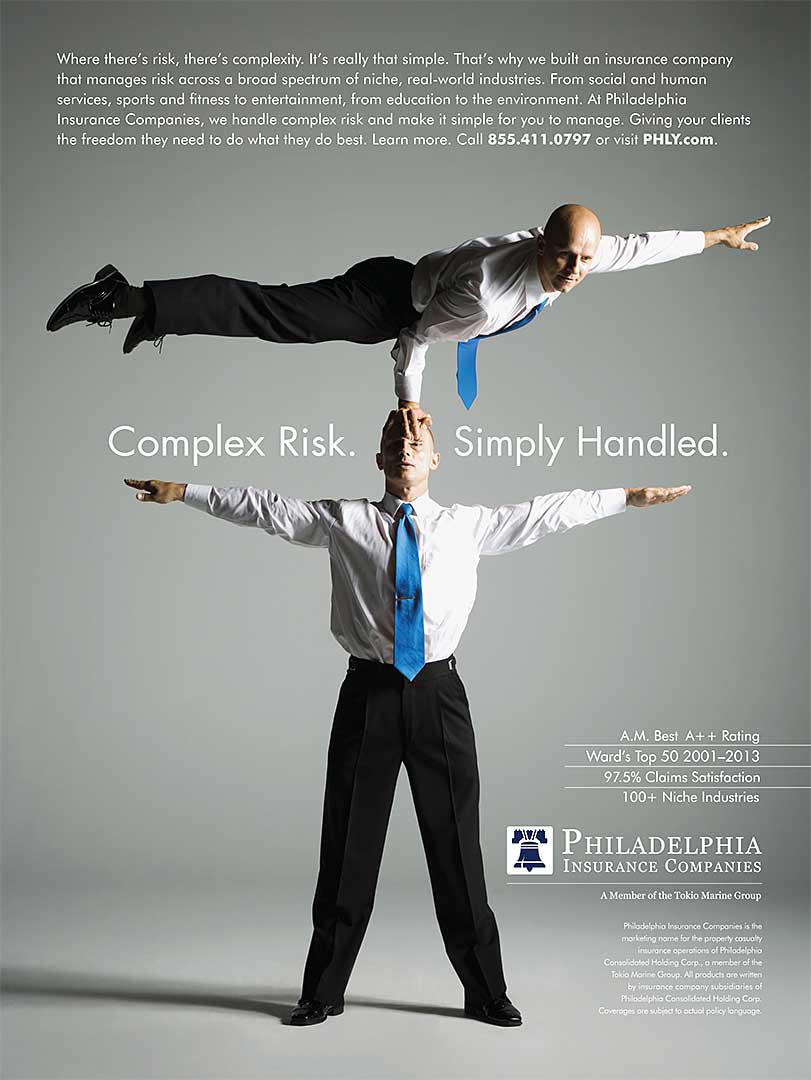 Where there's risk, there's complexity. It's really that simple. That's why we built an insurance company
that manages risk across a broad spectrum of niche, real-world industries. From social and human
services, sports and fitness to entertainment, from education to the environment. At Philadelphia
Insurance Companies, we handle complex risk and make it simple for you to manage. Giving your clients
the freedom they need to do what they do best. Learn more. Call 855.411.0797 or visit PHLY.com.
Complex Risk. Simply Handled.
A.M. Best A++ Rating
Ward's Top 50 2001–2013
97.5% Claims Satisfaction
100+ Niche Industries
PHILADELPHIA
INSURANCE COMPANIES
A Member of the Tokio Marine Group
Philadelphia Insurance Companies is the
marketing name for the property casualty
insurance operations of Philadelphia
Consolidated Holding Corp., a member of the
Tokio Marine Group. All products are written
by insurance company subsidiaries of
Philadelphia Consolidated Holding Corp.
Coverages are subject to actual policy language.